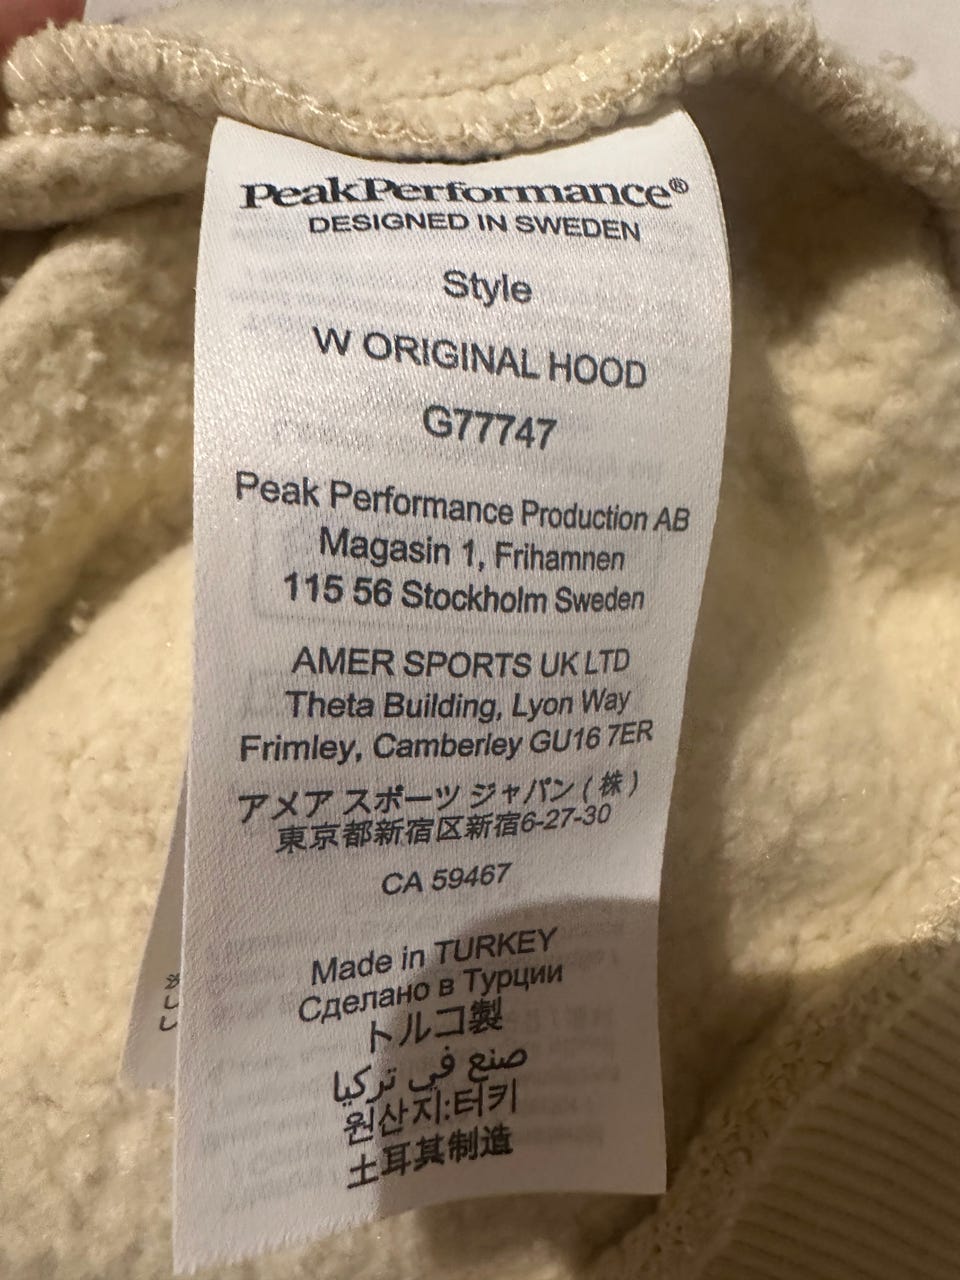 PeakPerformance®
DESIGNED IN SWEDEN
Style
W ORIGINAL HOOD
G77747
Peak Performance Production AB
Magasin 1, Frihamnen
115 56 Stockholm Sweden
AMER SPORTS UK LTD
Theta Building, Lyon Way
Frimley, Camberley GU16 7ER
アメア スポーツ ジャパン (株)
東京都新宿区新宿6-27-30
CA 59467
Made in TURKEY
Сделано в Турции
トルコ製
صنع في تركيا
원산지:터키
土耳其制造